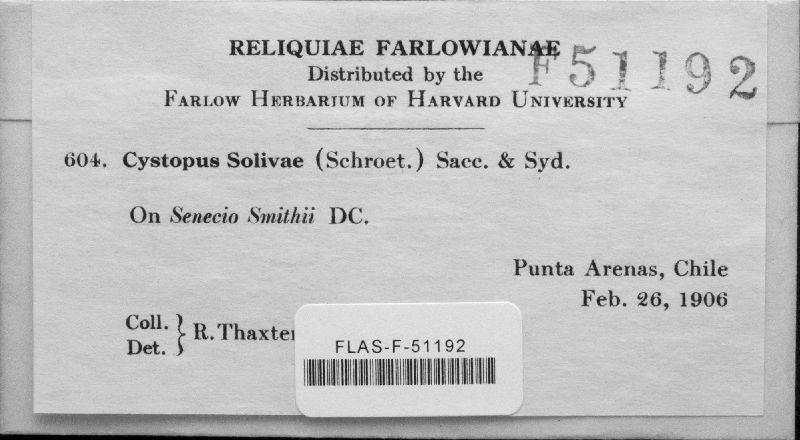 RELIQUIAE FARLOWIANAE
F51192
Distributed by the
FARLOW HERBARIUM OF HARVARD UNIVERSITY
604. Cystopus Solivae (Schroet.) Sacc. & Syd.
On Senecio Smithii DC.
Punta Arenas, Chile
Feb. 26, 1906
Coll.
Det. } R. Thaxter
FLAS-F-51192